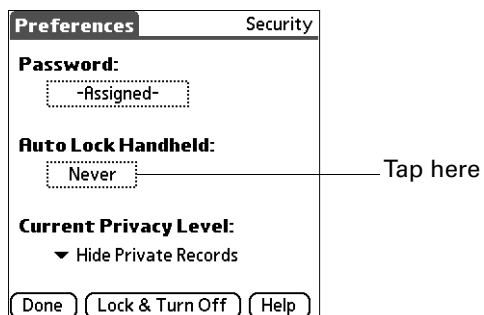 Preferences Security
Password:
-Assigned-
Auto Lock Handheld:
Never
Tap here
Current Privacy Level:
Hide Private Records
Done Lock & Turn Off Help